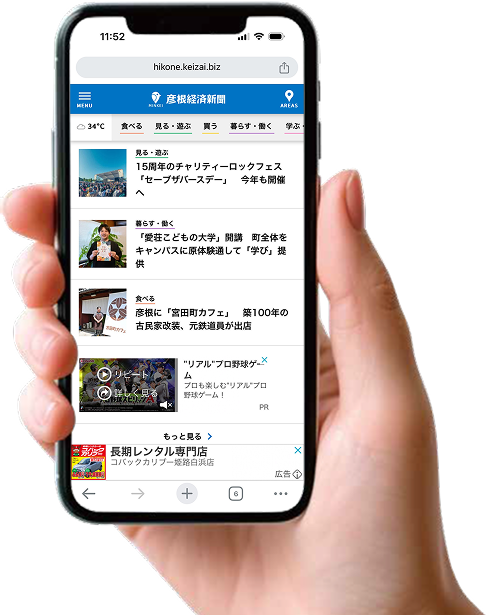 11:52
hikone.keizai.biz
MENU
HIKOKEI
彦根経済新聞
AREAS
34°C
食べる
見る・遊ぶ
買う
暮らす・働く
学ぶ・
見る・遊ぶ
15周年のチャリティーロックフェス
「セーブザバースデー」　今年も開催
へ
暮らす・働く
「愛荘こどもの大学」開講　町全体を
キャンパスに原体験通して「学び」提
供
食べる
彦根に「宮田町カフェ」　築100年の
古民家改装、元鉄道員が出店
リピート
詳しく見る
"リアル"プロ野球ゲー
ム
プロも楽しむ"リアル"プロ
野球ゲーム！
PR
もっと見る
長期レンタル専門店
コバックカリブー姫路白浜店
広告
6